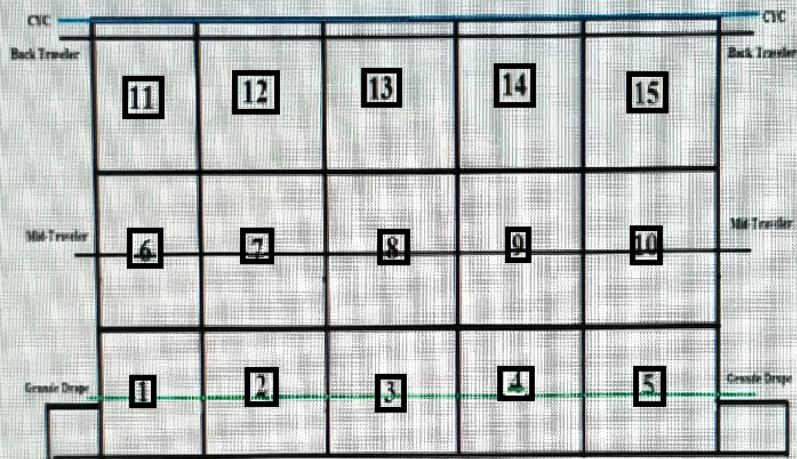 CYC CYC
Back Traveler Back Traveler
11 12 13 14 15
Mid-Traveler Mid-Traveler
6 7 8 9 10
Grande Drape Grande Drape
1 2 3 4 5